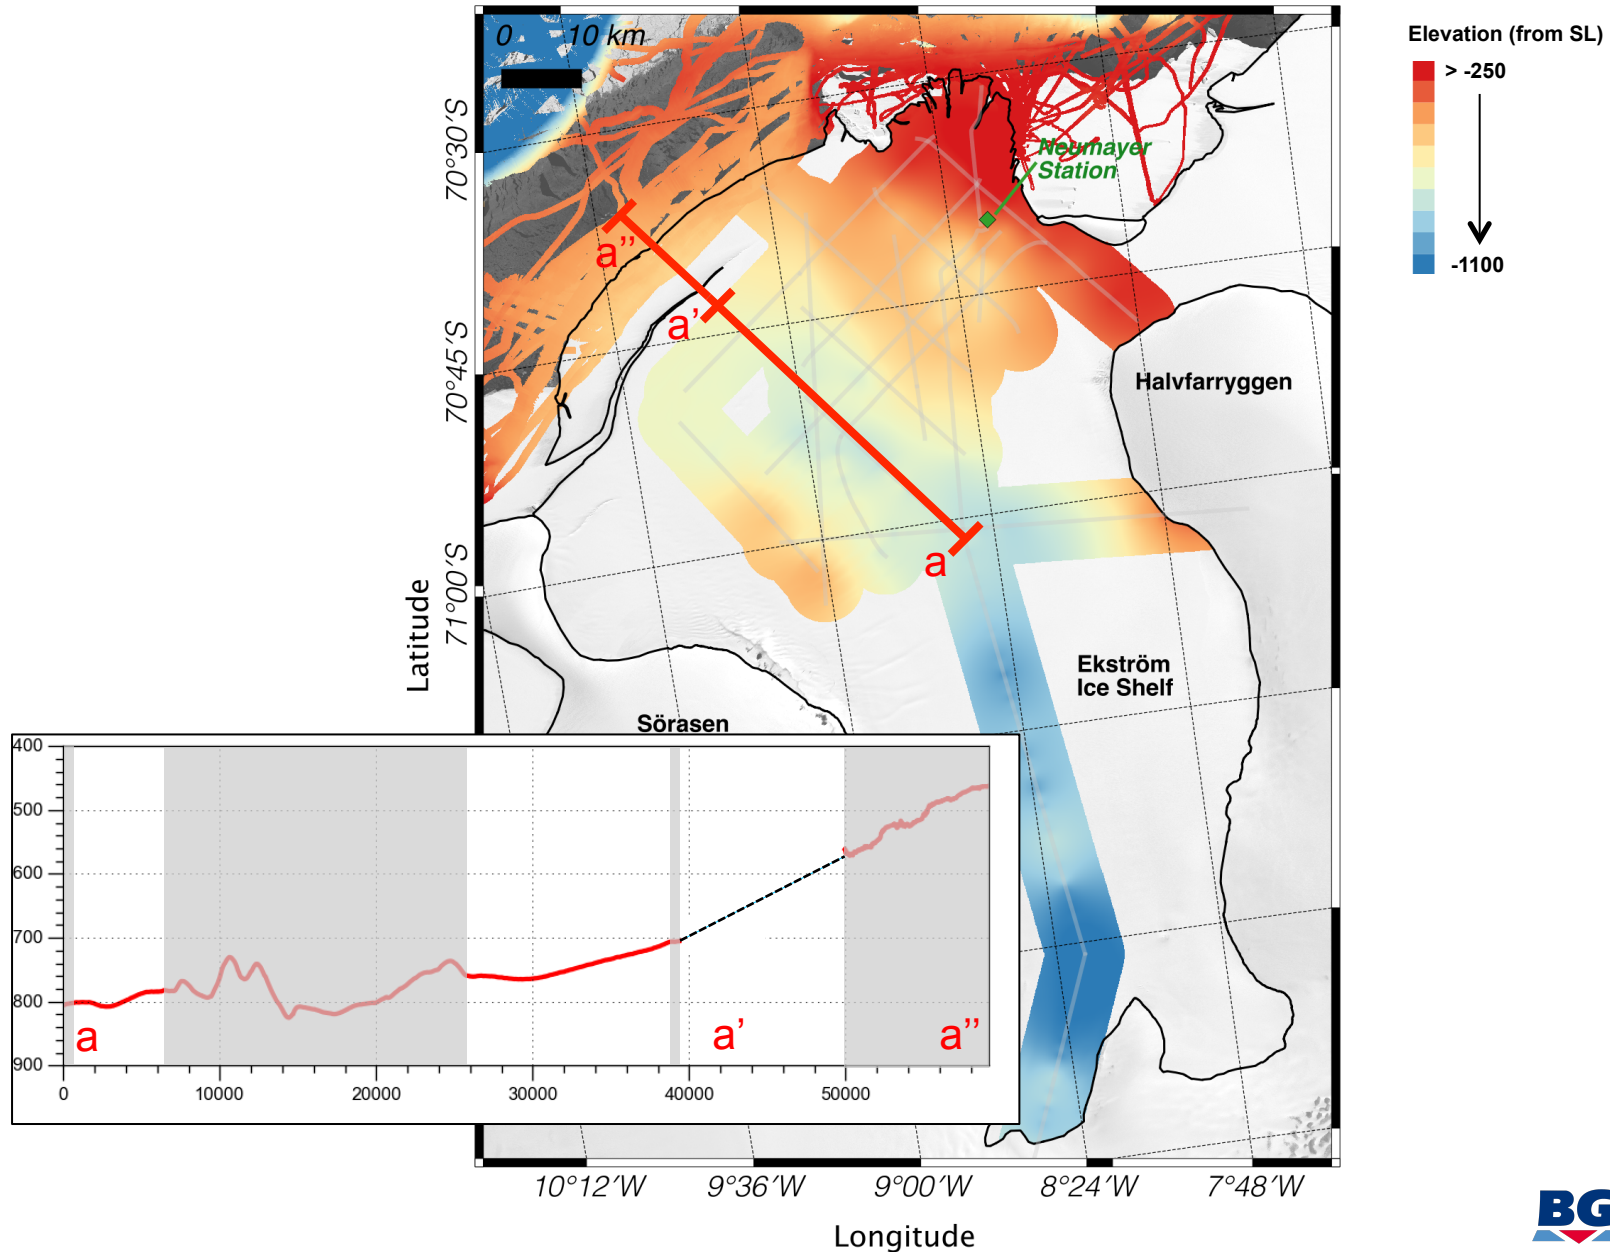 0 10 km
Elevation (from SL)
> -250
-1100
70°30'S
70°45'S
71°00'S
Latitude
Neumayer
Station
a''
a'
a
Halvfarryggen
Ekström
Ice Shelf
Sörasen
400
500
600
700
800
900
a
a'
a''
0 10000 20000 30000 40000 50000
10°12'W 9°36'W 9°00'W 8°24'W 7°48'W
Longitude